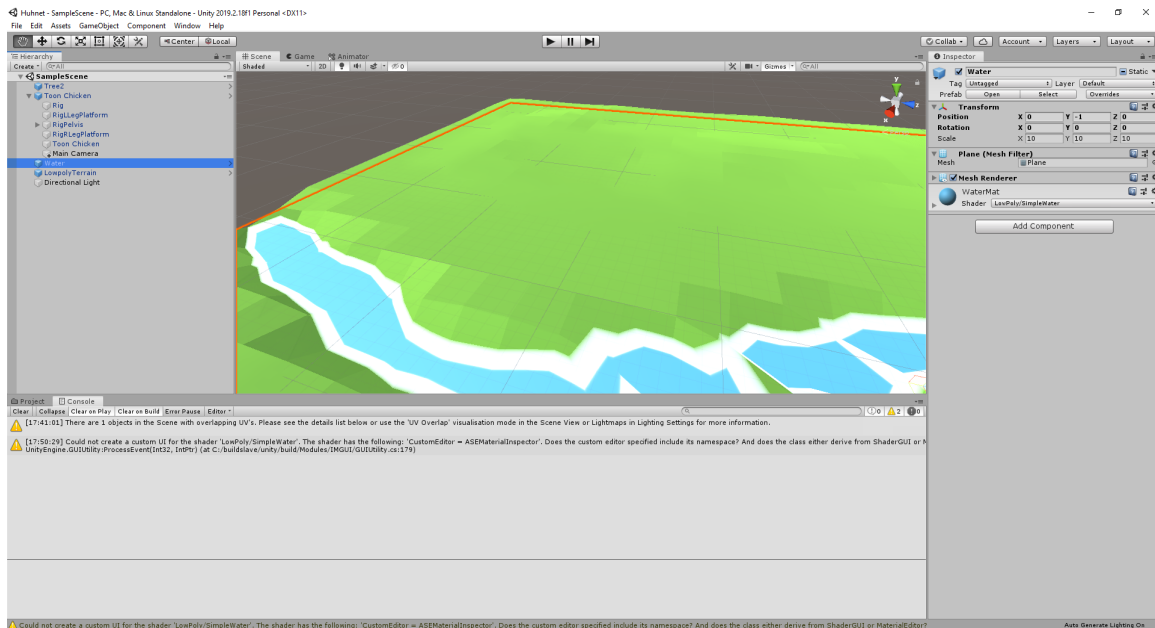 Huhnet - SampleScene - PC, Mac & Linux Standalone - Unity 2019.2.18f1 Personal <DX11>
File Edit Assets GameObject Component Window Help
Center Local
Collab Account Layers Layout
Hierarchy
Create All
SampleScene
Tree2
Toon Chicken
Rig
RigLLegPlatform
RigPelvis
RigRLegPlatform
Toon Chicken
Main Camera
Water
LowpolyTerrain
Directional Light
Scene Game Animator
Shaded 2D 0 Gizmos All
y
z
x
Inspector
Water Static
Tag Untagged Layer Default
Prefab Open Select Overrides
Transform
Position X 0 Y -1 Z 0
Rotation X 0 Y 0 Z 0
Scale X 10 Y 10 Z 10
Plane (Mesh Filter)
Mesh Plane
Mesh Renderer
WaterMat
Shader LowPoly/SimpleWater
Add Component
Project Console
Clear Collapse Clear on Play Clear on Build Error Pause Editor 0 2 0
[17:41:01] There are 1 objects in the Scene with overlapping UV's. Please see the details list below or use the 'UV Overlap' visualisation mode in the Scene View or Lightmaps in Lighting Settings for more information.
[17:50:29] Could not create a custom UI for the shader 'LowPoly/SimpleWater'. The shader has the following: 'CustomEditor = ASEMaterialInspector'. Does the custom editor specified include its namespace? And does the class either derive from ShaderGUI or M
UnityEngine.GUIUtility:ProcessEvent(Int32, IntPtr) (at C:/buildslave/unity/build/Modules/IMGUI/GUIUtility.cs:179)
Could not create a custom UI for the shader 'LowPoly/SimpleWater'. The shader has the following: 'CustomEditor = ASEMaterialInspector'. Does the custom editor specified include its namespace? And does the class either derive from ShaderGUI or MaterialEditor?
Auto Generate Lighting On